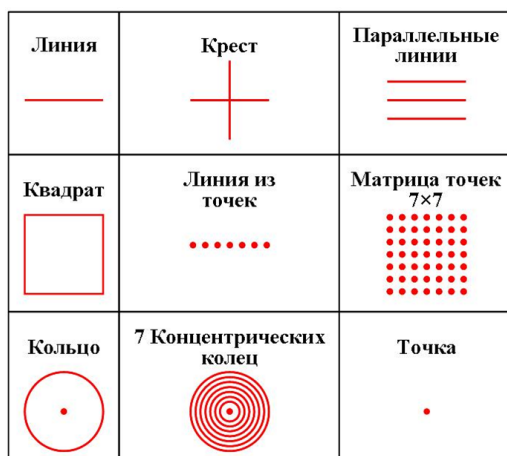 Линия
Крест
Параллельные
линии
Квадрат
Линия из
точек
Матрица точек
7×7
Кольцо
7 Концентрических
колец
Точка